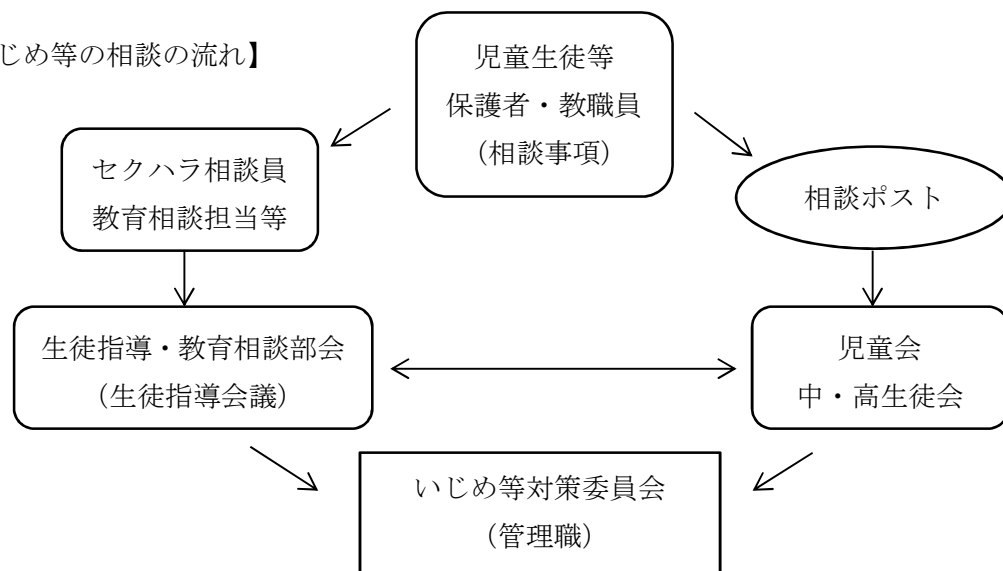 じめ等の相談の流れ】
児童生徒等
保護者・教職員
（相談事項）
セクハラ相談員
教育相談担当等
相談ポスト
生徒指導・教育相談部会
（生徒指導会議）
児童会
中・高生徒会
いじめ等対策委員会
（管理職）